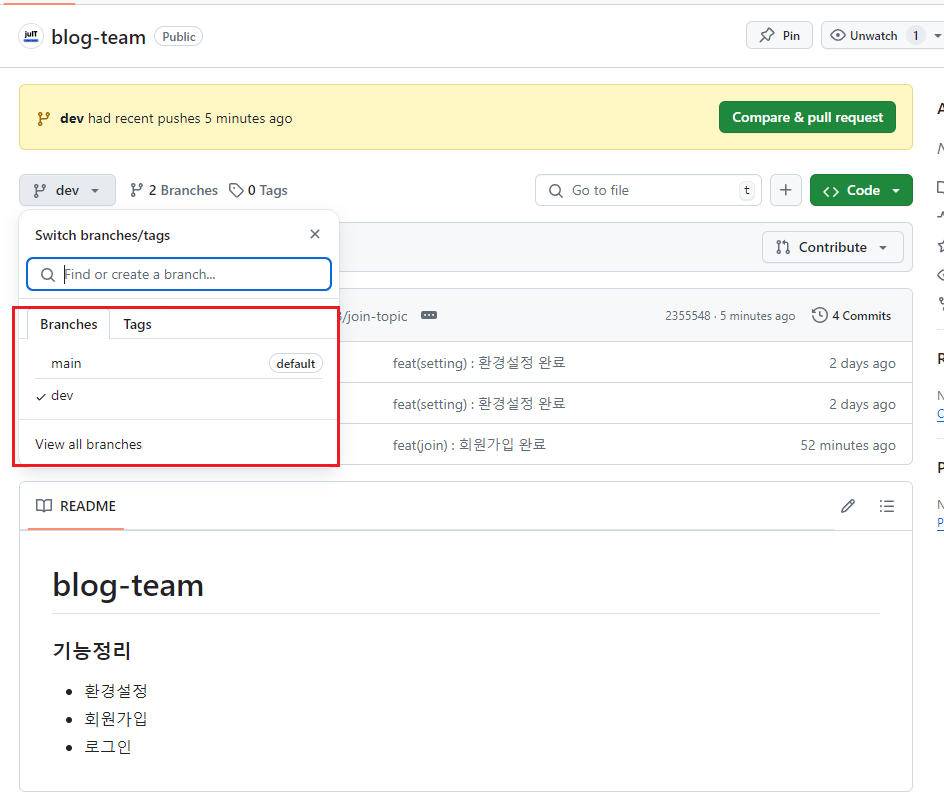 juIT
blog-team Public Pin Unwatch 1
dev had recent pushes 5 minutes ago Compare & pull request
dev 2 Branches 0 Tags Go to file t Code
Switch branches/tags
Contribute
Find or create a branch...
/join-topic 2355548 · 5 minutes ago 4 Commits
Branches Tags
main default feat(setting) : 환경설정 완료 2 days ago
dev feat(setting) : 환경설정 완료 2 days ago
View all branches feat(join) : 회원가입 완료 52 minutes ago
README
blog-team
기능정리
환경설정
회원가입
로그인